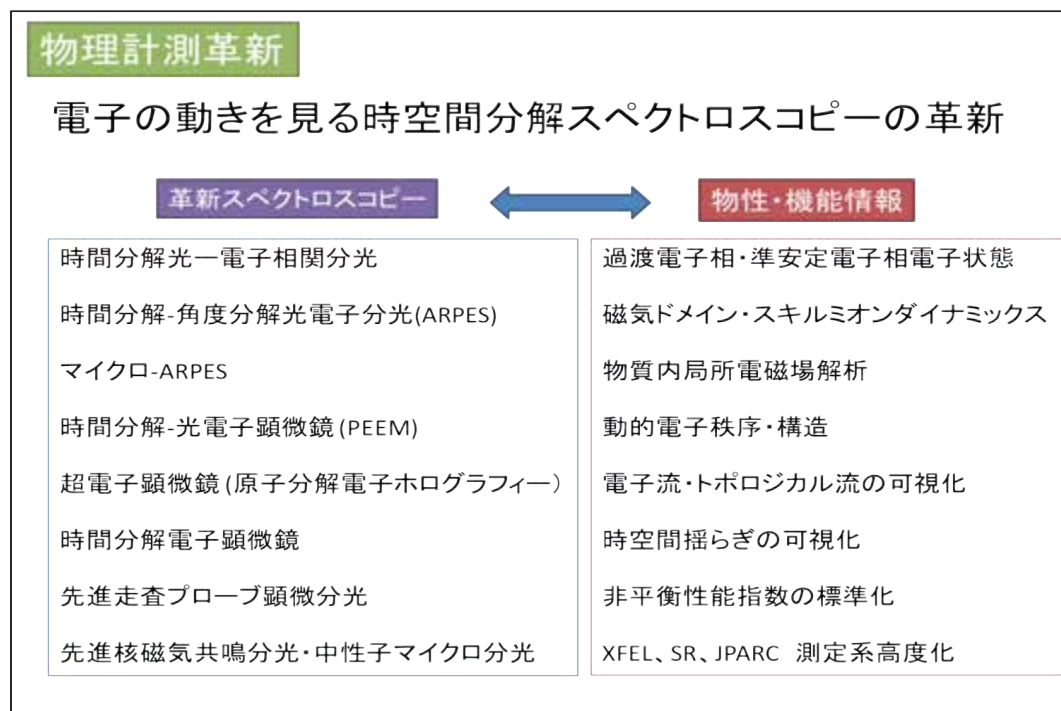 物理計測革新
電子の動きを見る時空間分解スペクトロスコピーの革新
革新スペクトロスコピー
時間分解光ー電子相関分光
時間分解-角度分解光電子分光(ARPES)
マイクロ-ARPES
時間分解-光電子顕微鏡(PEEM)
超電子顕微鏡(原子分解電子ホログラフィー)
時間分解電子顕微鏡
先進走査プローブ顕微分光
先進核磁気共鳴分光・中性子マイクロ分光
物性・機能情報
過渡電子相・準安定電子相電子状態
磁気ドメイン・スキルミオンダイナミックス
物質内局所電磁場解析
動的電子秩序・構造
電子流・トポロジカル流の可視化
時空間揺らぎの可視化
非平衡性能指数の標準化
XFEL、SR、JPARC 測定系高度化